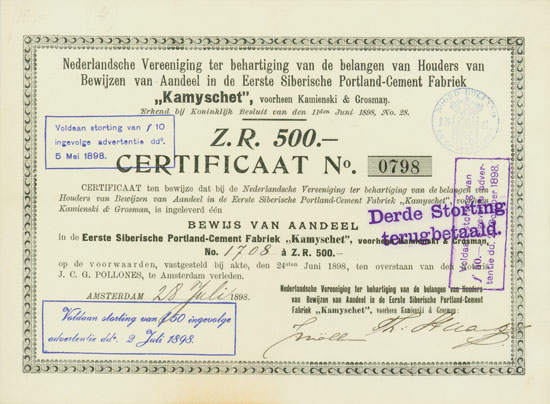 Nederlandsche Vereeniging ter behartiging van de belangen van Houders van
Bewijzen van Aandeel in de Eerste Siberische Portland-Cement Fabriek
„Kamyschet", voorheen Kamienski & Grosman.
Erkend bij Koninklijk Besluit van den 11den Juni 1898, No. 28.
Voldaan storting van ƒ 10
ingevolge advertentie dd.
5 Mei 1898.
Z.R. 500.–
CERTIFICAAT No. 0798
CERTIFICAAT ten bewijze dat bij de Nederlandsche Vereeniging ter behartiging van de belangen van
Houders van Bewijzen van Aandeel in de Eerste Siberische Portland-Cement Fabriek „Kamyschet", voorheen
Kamienski & Grosman, is ingeleverd één
Derde Storting
terugbetaald.
BEWIJS VAN AANDEEL
in de Eerste Siberische Portland-Cement Fabriek „Kamyschet", voorheen Kamienski & Grosman,
No. 1708 à Z.R. 500.–
op de voorwaarden, vastgesteld bij akte, den 24sten Juni 1898, ten overstaan van den Notaris
J. C. G. POLLONES, te Amsterdam verleden.
AMSTERDAM 28 Juli 1898.
Nederlandsche Vereeniging ter behartiging van de belangen van Houders
van Bewijzen van Aandeel in de Eerste Siberische Portland-Cement
Fabriek „Kamyschet", voorheen Kamienski & Grosman:
Voldaan storting van ƒ 50 ingevolge
advertentie dd. 2 Juli 1898.
Voldaan storting van
ƒ 50.– adver-
tentie dd. 1898.